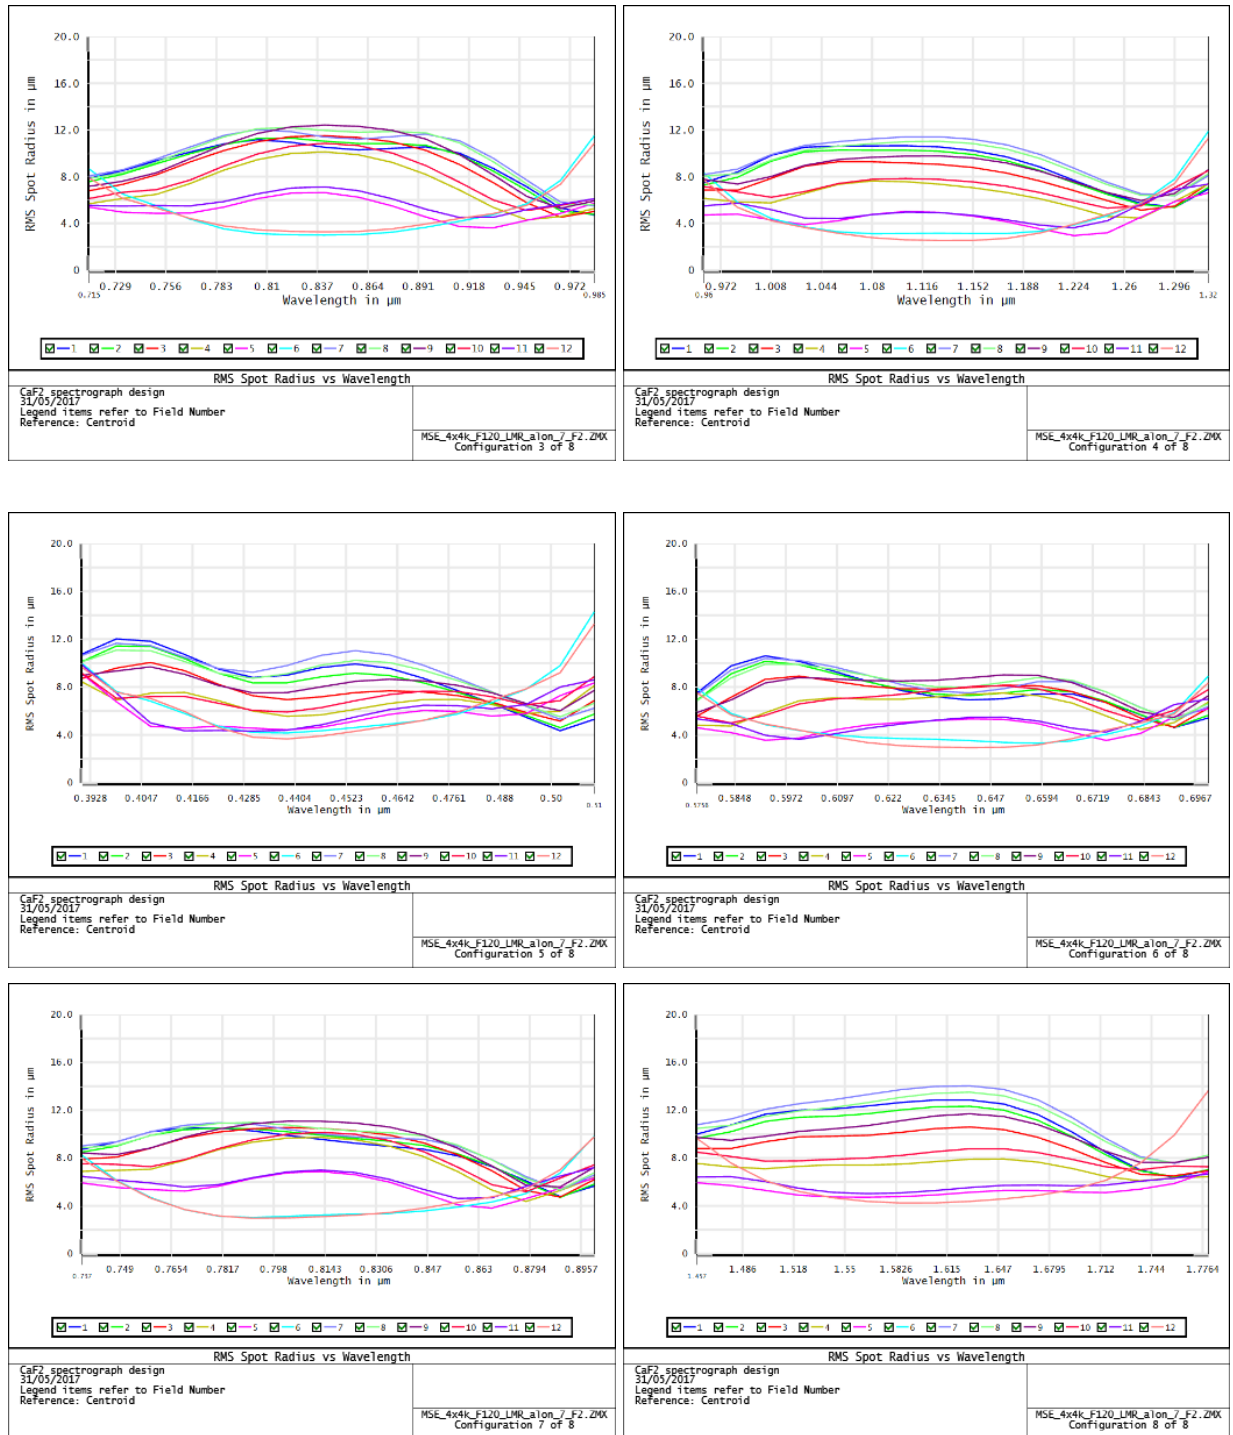 20.0
16.0
12.0
8.0
4.0
0
RMS Spot Radius in µm
0.729 0.756 0.783 0.81 0.837 0.864 0.891 0.918 0.945 0.972
0.715 0.985
Wavelength in µm
1 2 3 4 5 6 7 8 9 10 11 12
RMS Spot Radius vs Wavelength
CaF2 spectrograph design
31/05/2017
Legend items refer to Field Number
Reference: Centroid
MSE_4x4k_F120_LMR_alon_7_F2.ZMX
Configuration 3 of 8
20.0
16.0
12.0
8.0
4.0
0
RMS Spot Radius in µm
0.972 1.008 1.044 1.08 1.116 1.152 1.188 1.224 1.26 1.296
0.96 1.32
Wavelength in µm
1 2 3 4 5 6 7 8 9 10 11 12
RMS Spot Radius vs Wavelength
CaF2 spectrograph design
31/05/2017
Legend items refer to Field Number
Reference: Centroid
MSE_4x4k_F120_LMR_alon_7_F2.ZMX
Configuration 4 of 8
20.0
16.0
12.0
8.0
4.0
0
RMS Spot Radius in µm
0.3928 0.4047 0.4166 0.4285 0.4404 0.4523 0.4642 0.4761 0.488 0.50
0.51
Wavelength in µm
1 2 3 4 5 6 7 8 9 10 11 12
RMS Spot Radius vs Wavelength
CaF2 spectrograph design
31/05/2017
Legend items refer to Field Number
Reference: Centroid
MSE_4x4k_F120_LMR_alon_7_F2.ZMX
Configuration 5 of 8
20.0
16.0
12.0
8.0
4.0
0
RMS Spot Radius in µm
0.5848 0.5972 0.6097 0.622 0.6345 0.647 0.6594 0.6719 0.6843 0.6967
Wavelength in µm
1 2 3 4 5 6 7 8 9 10 11 12
RMS Spot Radius vs Wavelength
CaF2 spectrograph design
31/05/2017
Legend items refer to Field Number
Reference: Centroid
MSE_4x4k_F120_LMR_alon_7_F2.ZMX
Configuration 6 of 8
20.0
16.0
12.0
8.0
4.0
0
RMS Spot Radius in µm
0.749 0.7654 0.7817 0.798 0.8143 0.8306 0.847 0.863 0.8794 0.8957
Wavelength in µm
1 2 3 4 5 6 7 8 9 10 11 12
RMS Spot Radius vs Wavelength
CaF2 spectrograph design
31/05/2017
Legend items refer to Field Number
Reference: Centroid
MSE_4x4k_F120_LMR_alon_7_F2.ZMX
Configuration 7 of 8
20.0
16.0
12.0
8.0
4.0
0
RMS Spot Radius in µm
1.486 1.518 1.55 1.5826 1.615 1.647 1.6795 1.712 1.744 1.7764
Wavelength in µm
1 2 3 4 5 6 7 8 9 10 11 12
RMS Spot Radius vs Wavelength
CaF2 spectrograph design
31/05/2017
Legend items refer to Field Number
Reference: Centroid
MSE_4x4k_F120_LMR_alon_7_F2.ZMX
Configuration 8 of 8